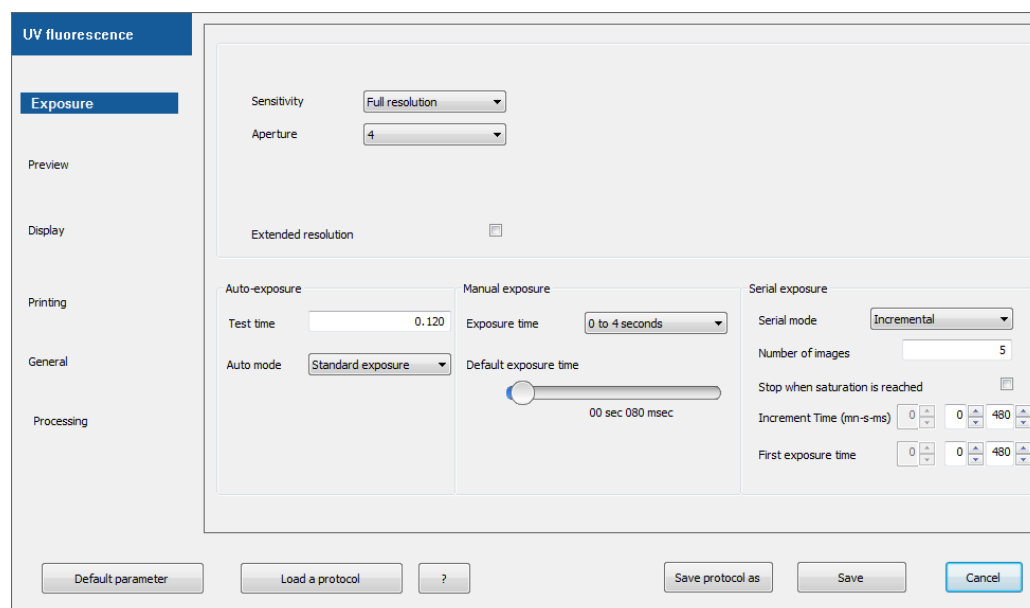 UV fluorescence
Exposure
Preview
Display
Printing
General
Processing
Sensitivity Full resolution
Aperture 4
Extended resolution
Auto-exposure
Test time 0.120
Auto mode Standard exposure
Manual exposure
Exposure time 0 to 4 seconds
Default exposure time
00 sec 080 msec
Serial exposure
Serial mode Incremental
Number of images 5
Stop when saturation is reached
Increment Time (mn-s-ms) 0 0 480
First exposure time 0 0 480
Default parameter Load a protocol ? Save protocol as Save Cancel